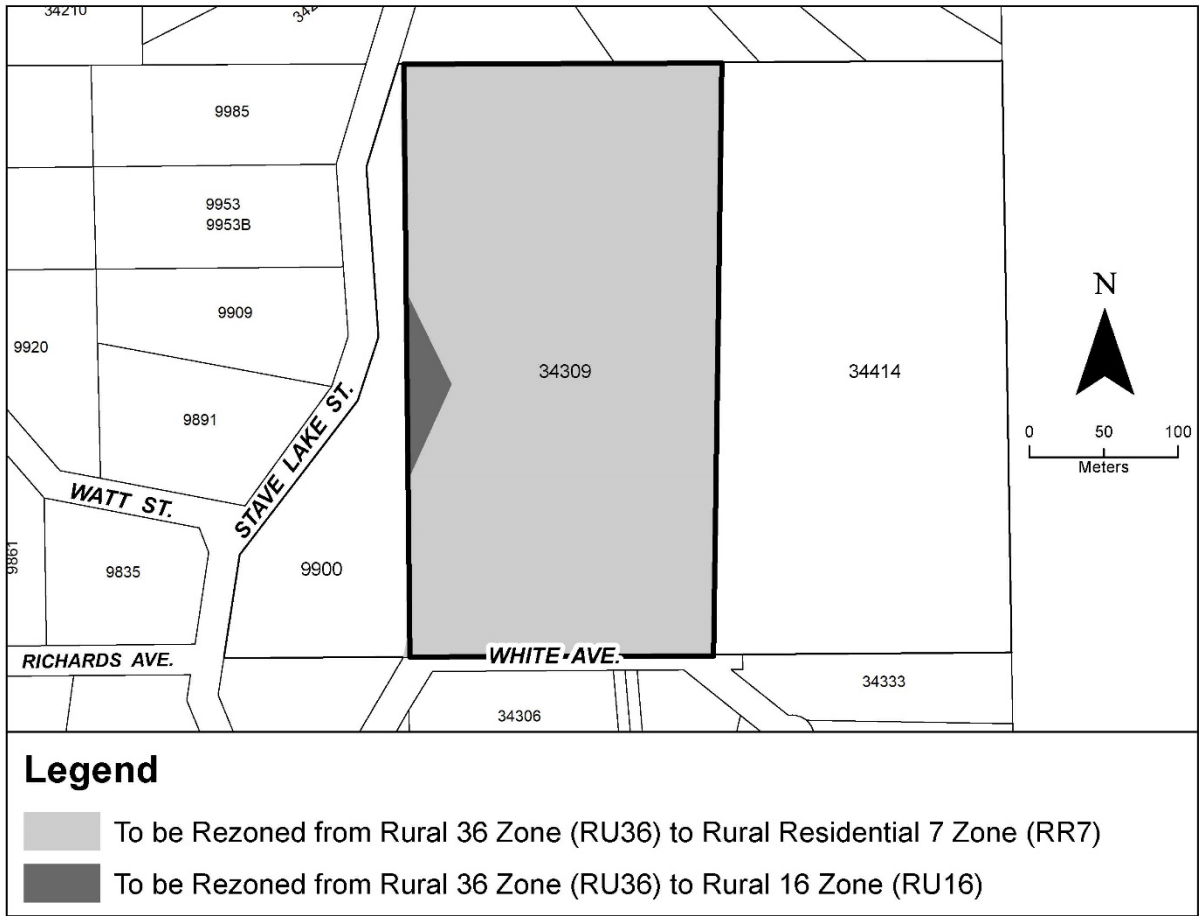 34210
9985
9953
9953B
9909
9920
34309
34414
9891
STAVE LAKE ST.
WATT ST.
9861
9835
9900
RICHARDS AVE.
WHITE AVE.
34306
34333
N
0 50 100
Meters
Legend
To be Rezoned from Rural 36 Zone (RU36) to Rural Residential 7 Zone (RR7)
To be Rezoned from Rural 36 Zone (RU36) to Rural 16 Zone (RU16)